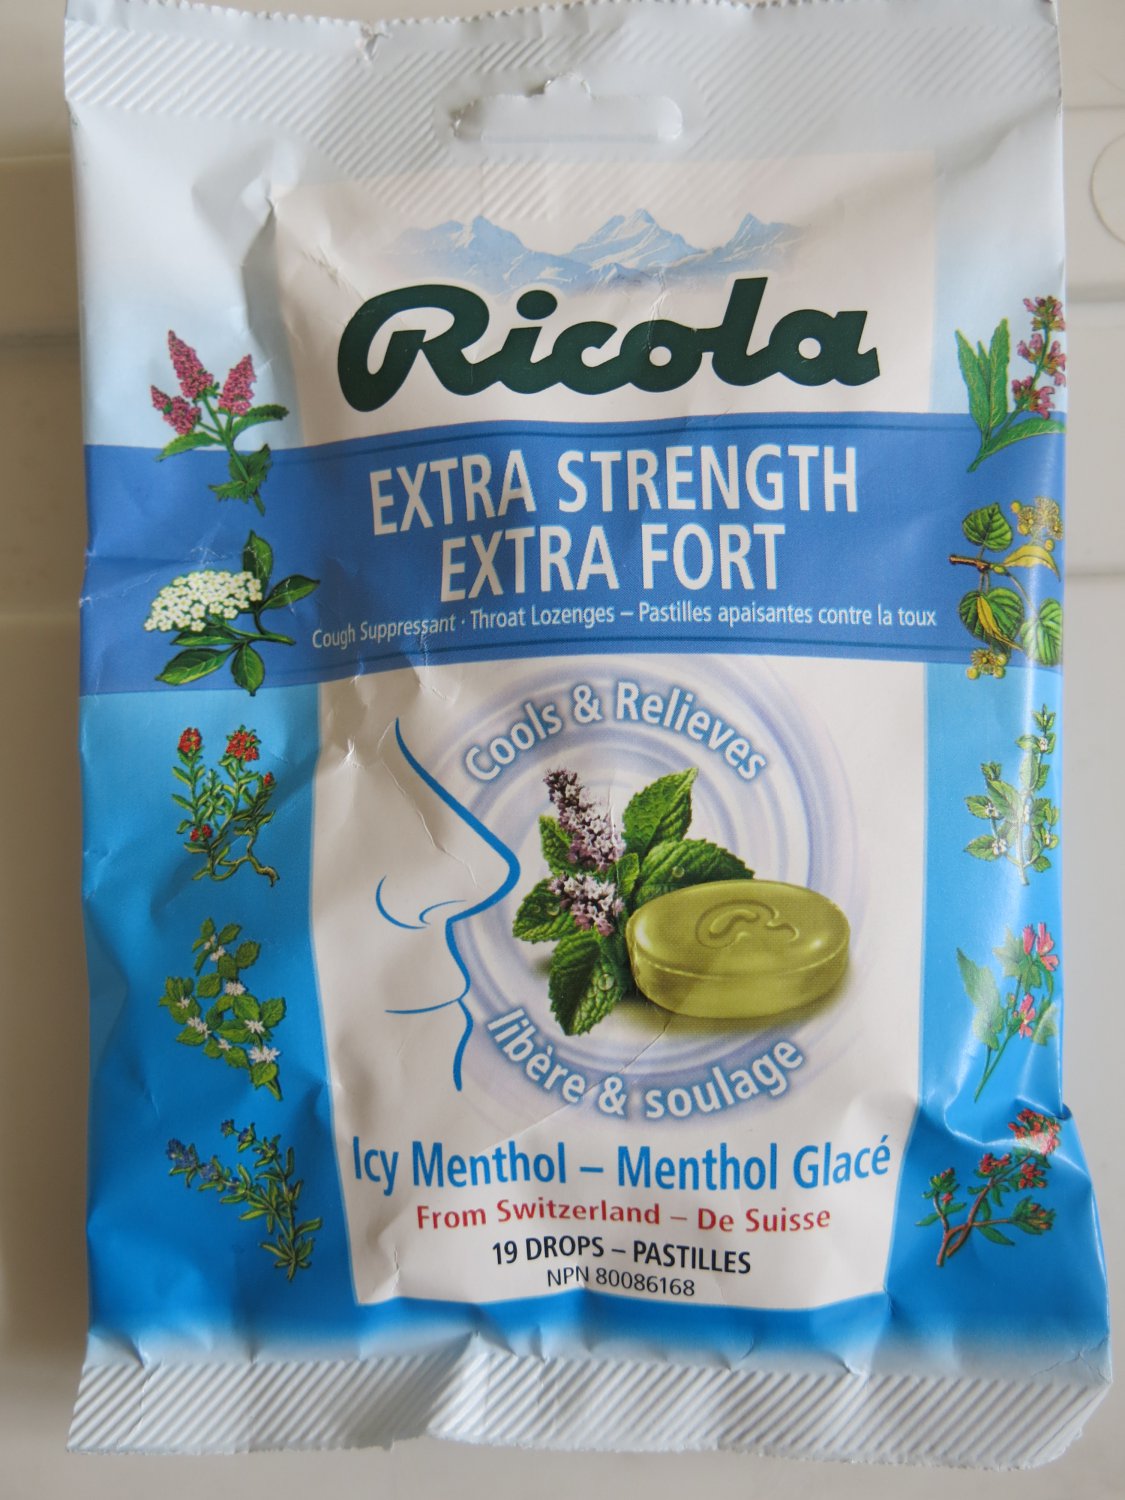 Ricola
EXTRA STRENGTH
EXTRA FORT
Cough Suppressant · Throat Lozenges – Pastilles apaisantes contre la toux
Cools & Relieves
libère & soulage
Icy Menthol – Menthol Glacé
From Switzerland – De Suisse
19 DROPS – PASTILLES
NPN 80086168